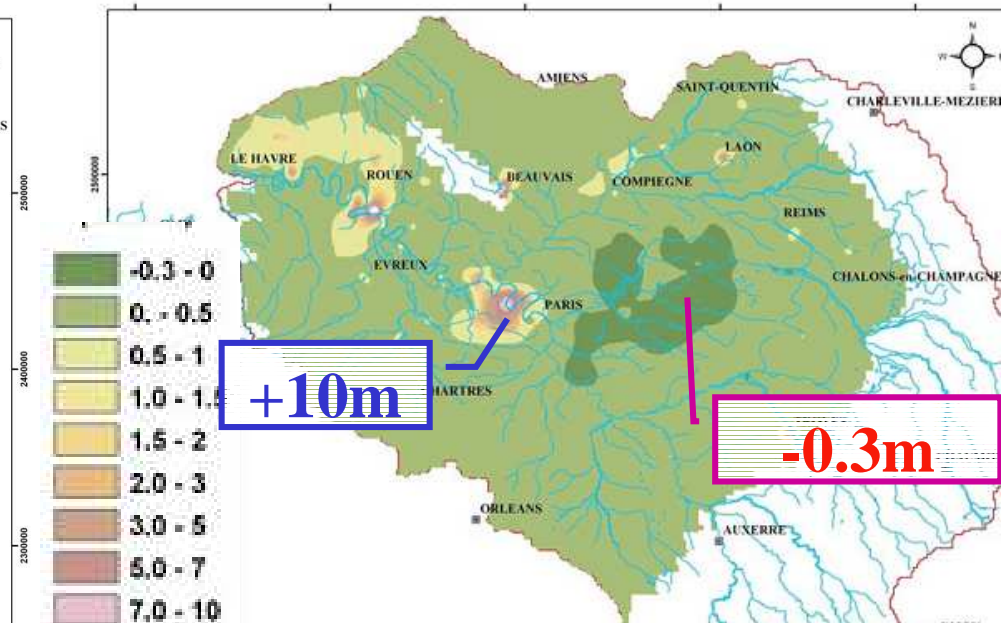 N
W
S
S
AMIENS
SAINT-QUENTIN
CHARLEVILLE-MEZIERE
LE HAVRE
LAON
ROUEN
BEAUVAIS
COMPIEGNE
2500000
2500000
REIMS
EVREUX
CHALONS-en-CHAMPAGNE
PARIS
-0.3 - 0
0. - 0.5
0.5 - 1
1.0 - 1.5
1.5 - 2
2.0 - 3
3.0 - 5
5.0 - 7
7.0 - 10
2400000
2400000
+10m
HARTRES
-0.3m
ORLEANS
AUXERRE
2300000